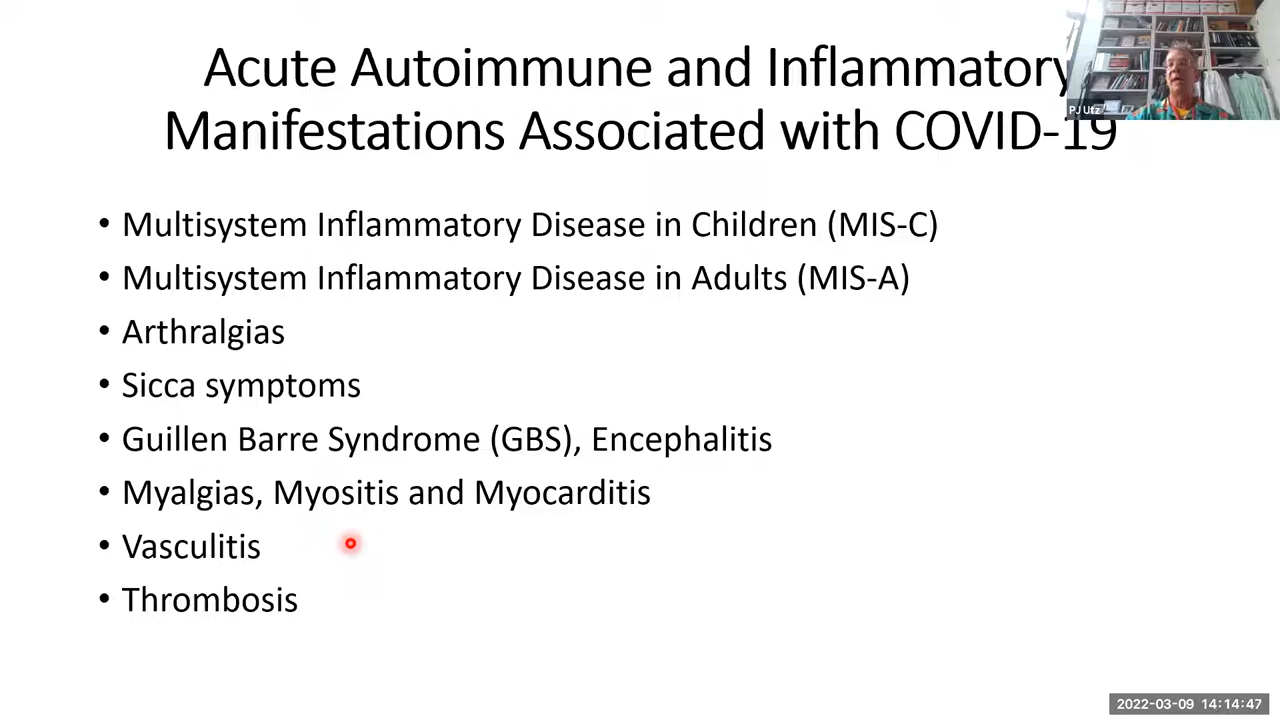 Acute Autoimmune and Inflammatory
Manifestations Associated with COVID-19
PJ Utz
• Multisystem Inflammatory Disease in Children (MIS-C)
• Multisystem Inflammatory Disease in Adults (MIS-A)
• Arthralgias
• Sicca symptoms
• Guillen Barre Syndrome (GBS), Encephalitis
• Myalgias, Myositis and Myocarditis
• Vasculitis
• Thrombosis
2022-03-09 14:14:47